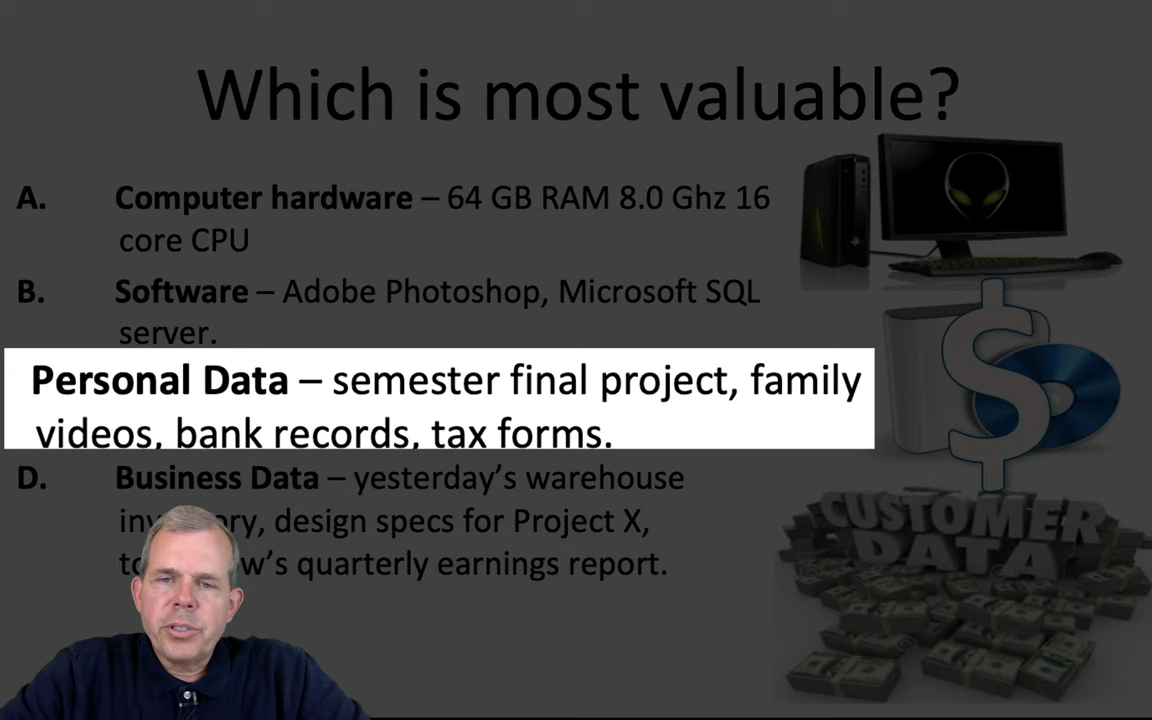 Which is most valuable?
A. Computer hardware – 64 GB RAM 8.0 Ghz 16
core CPU
B. Software – Adobe Photoshop, Microsoft SQL
server.
Personal Data – semester final project, family
videos, bank records, tax forms.
D. Business Data – yesterday's warehouse
design specs for Project X,
quarterly earnings report.
$
CUSTOMER
DATA